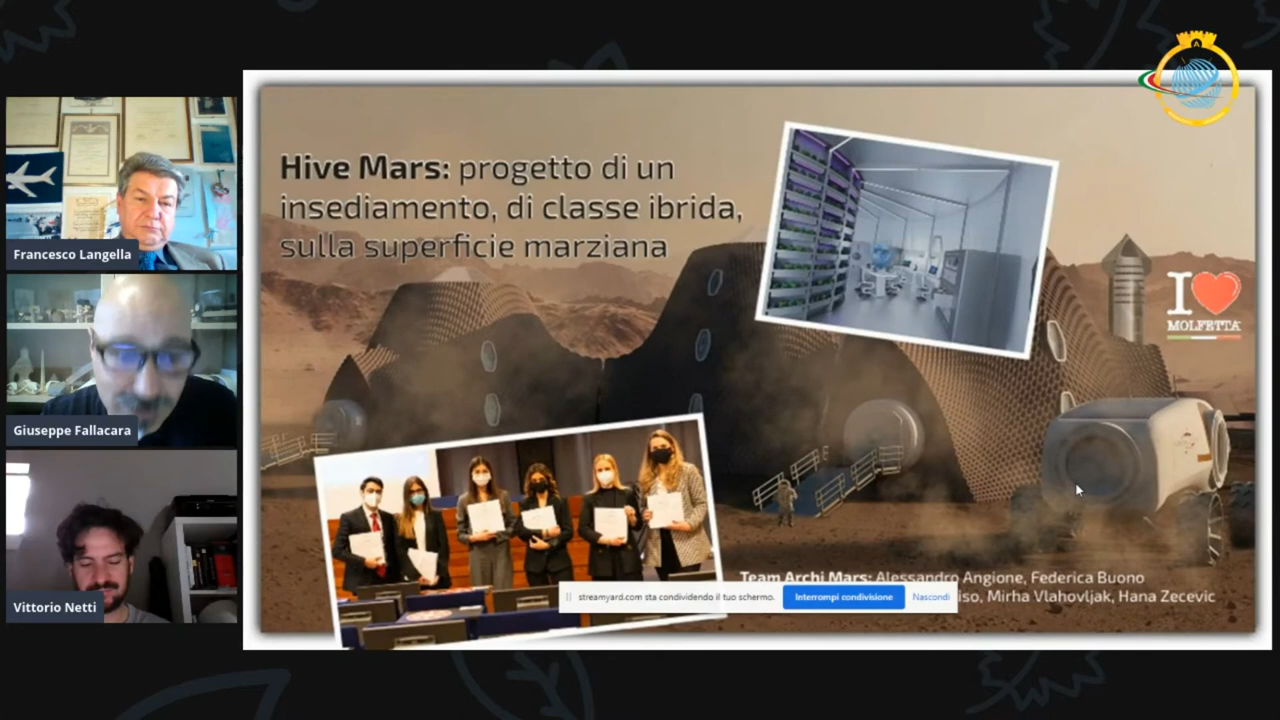 Francesco Langella
Giuseppe Fallacara
Vittorio Netti
Hive Mars: progetto di un
insediamento, di classe ibrida,
sulla superficie marziana
I
MOLFETTA
Team Archi Mars: Alessandro Angione, Federica Buono
iso, Mirha Vlahovljak, Hana Zecevic
streamyard.com sta condividendo il tuo schermo.
Interrompi condivisione
Nascondi